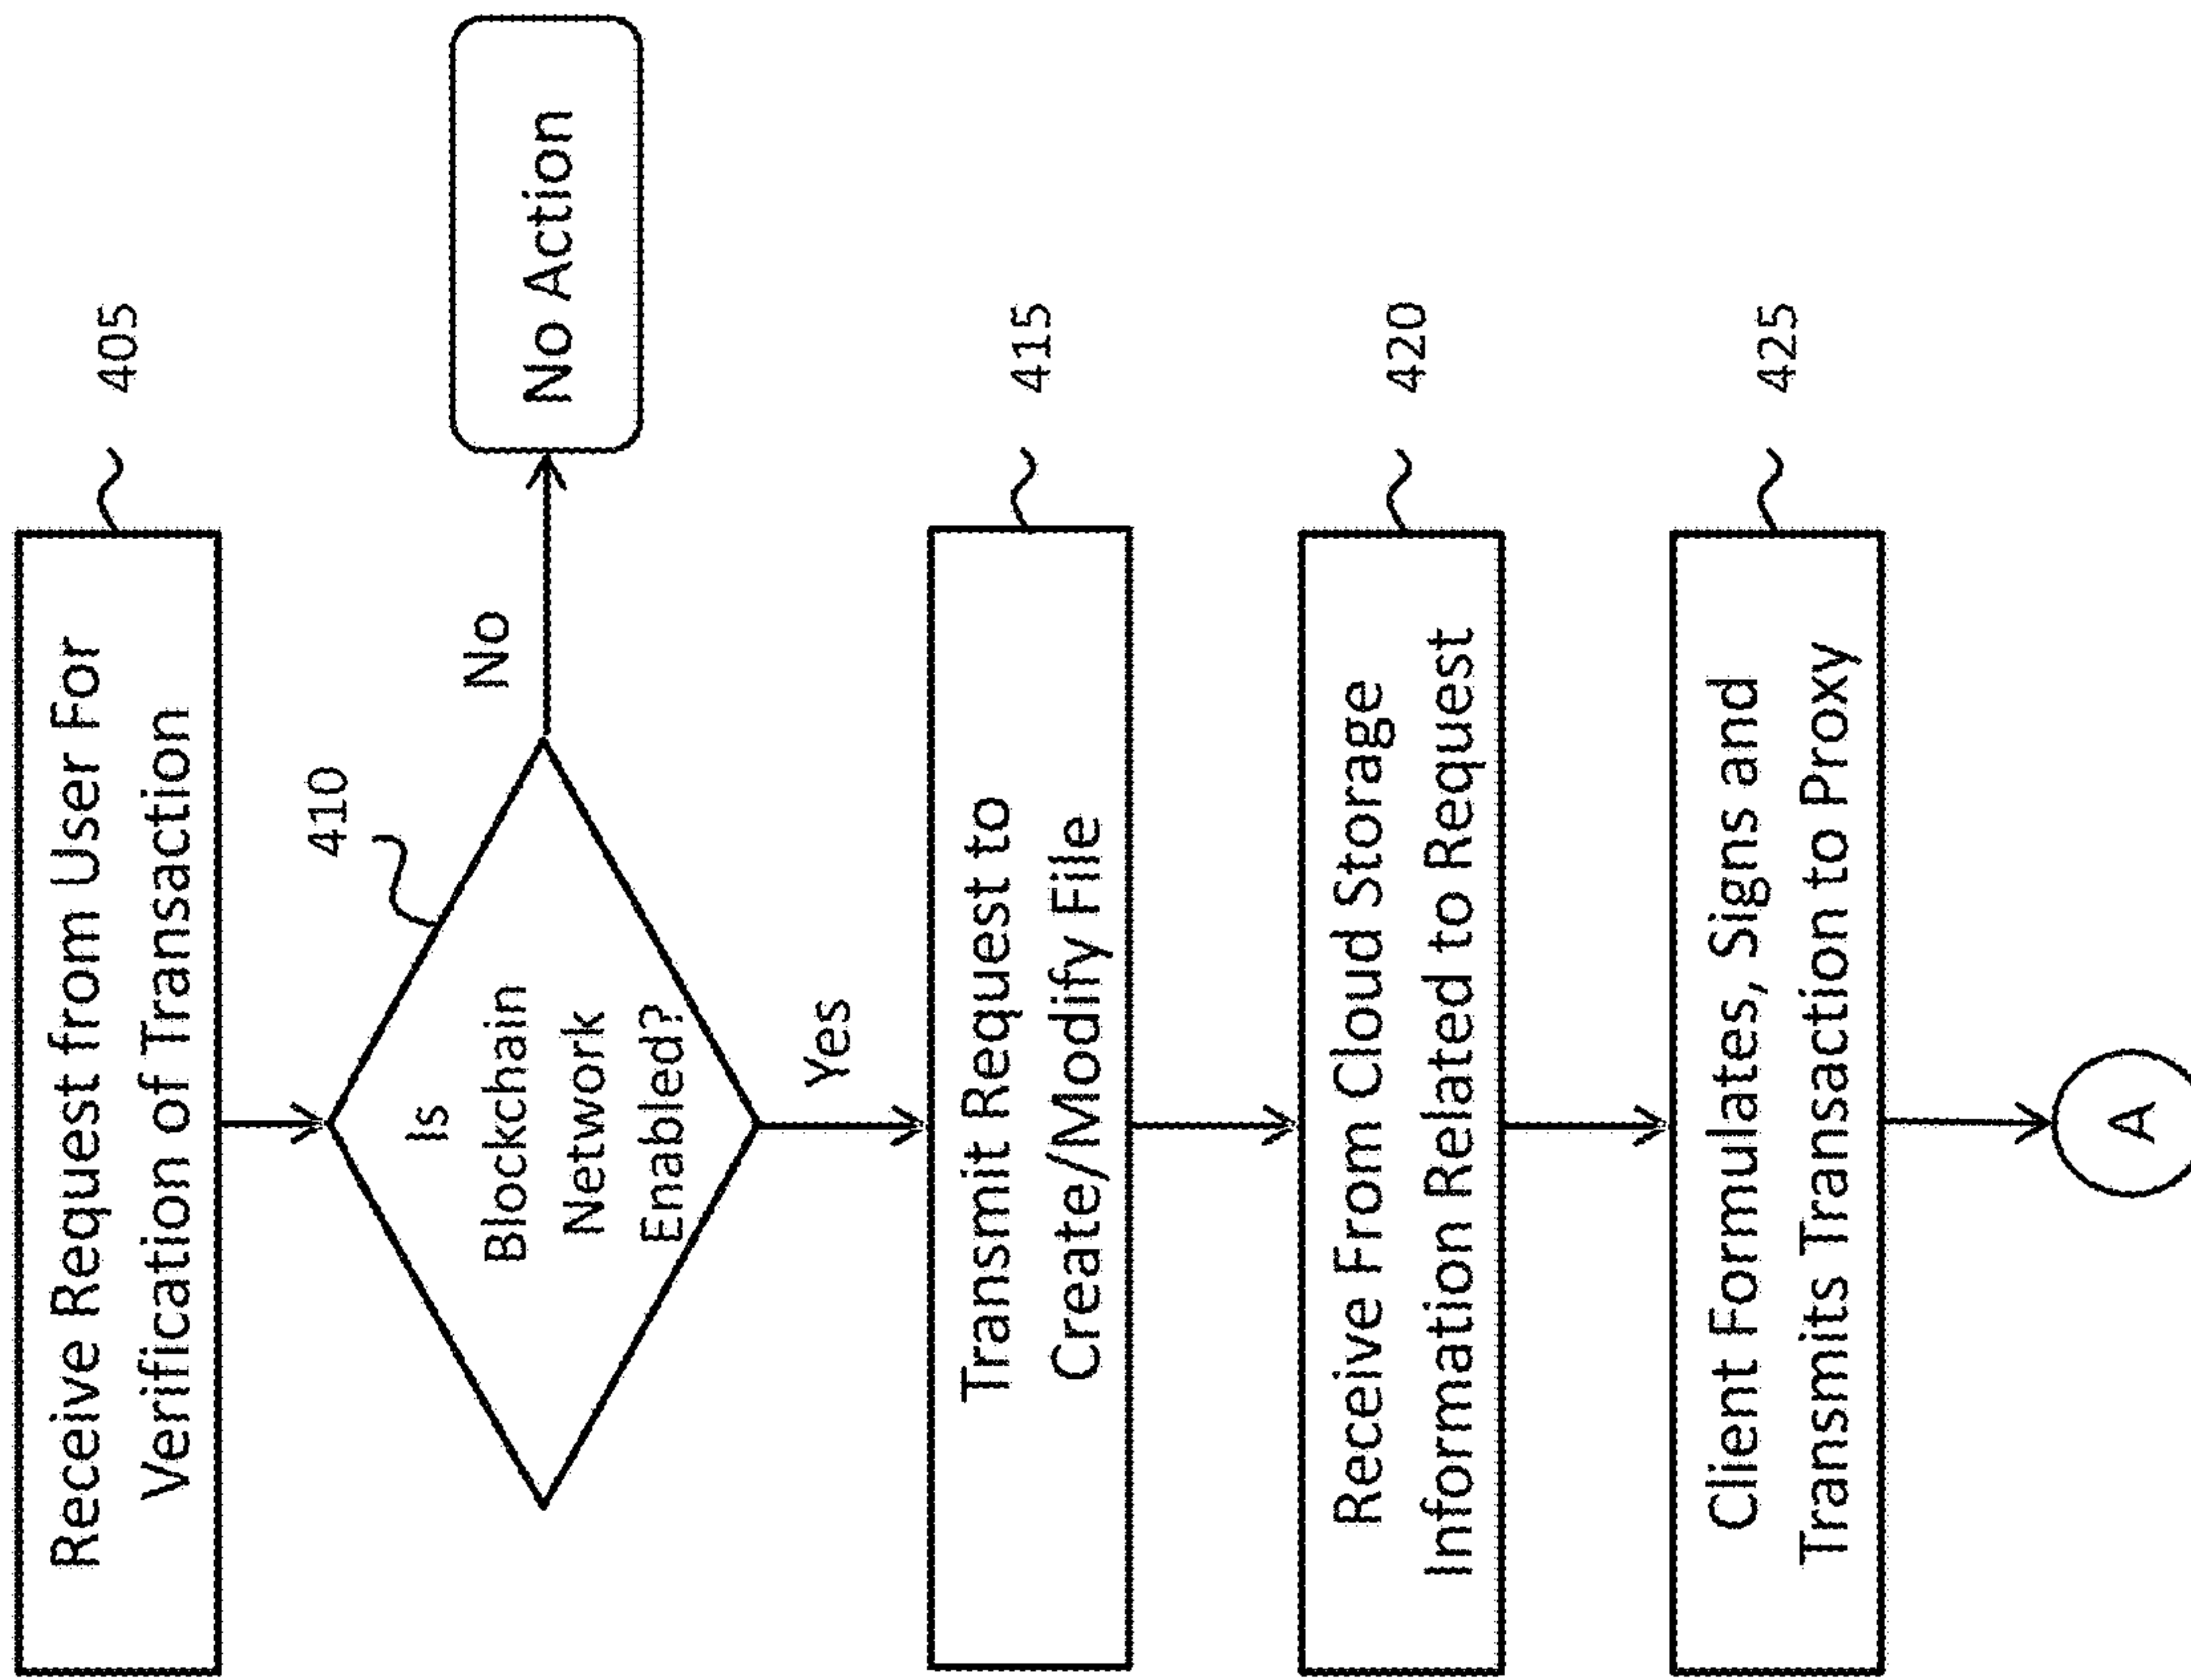 Receive Request from User For
Verification of Transaction
405
410
Is
Blockchain
Network
Enabled?
No
No Action
Yes
Transmit Request to
Create/Modify File
415
Receive From Cloud Storage
Information Related to Request
420
Client Formulates, Signs and
Transmits Transaction to Proxy
425
A